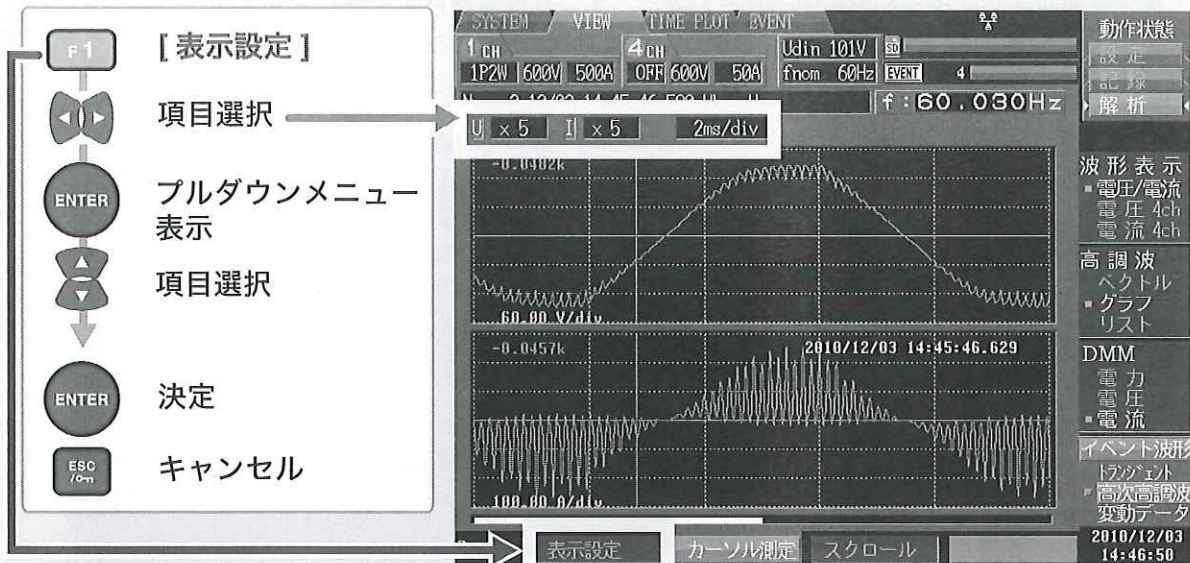 F1 [表示設定]
項目選択
ENTER プルダウンメニュー
表示
項目選択
ENTER 決定
ESC キャンセル
SYSTEM VIEW TIME PLOT EVENT
1 CH 4 CH Udin 101V SD
1P2W 600V 500A OFF 600V 50A fnom 60Hz EVENT 4
f:60.030Hz
U x 5 I x 5 2ms/div
-0.0482k
60.00 V/div
-0.0457k 2010/12/03 14:45:46.629
100.00 A/div
表示設定 カーソル測定 スクロール
動作状態
設定
記録
解析
波形表示
電圧/電流
電圧 4ch
電流 4ch
高調波
ベクトル
グラフ
リスト
DMM
電力
電圧
電流
イベント波形
トランジェント
高次高調波
変動データ
2010/12/03
14:46:50